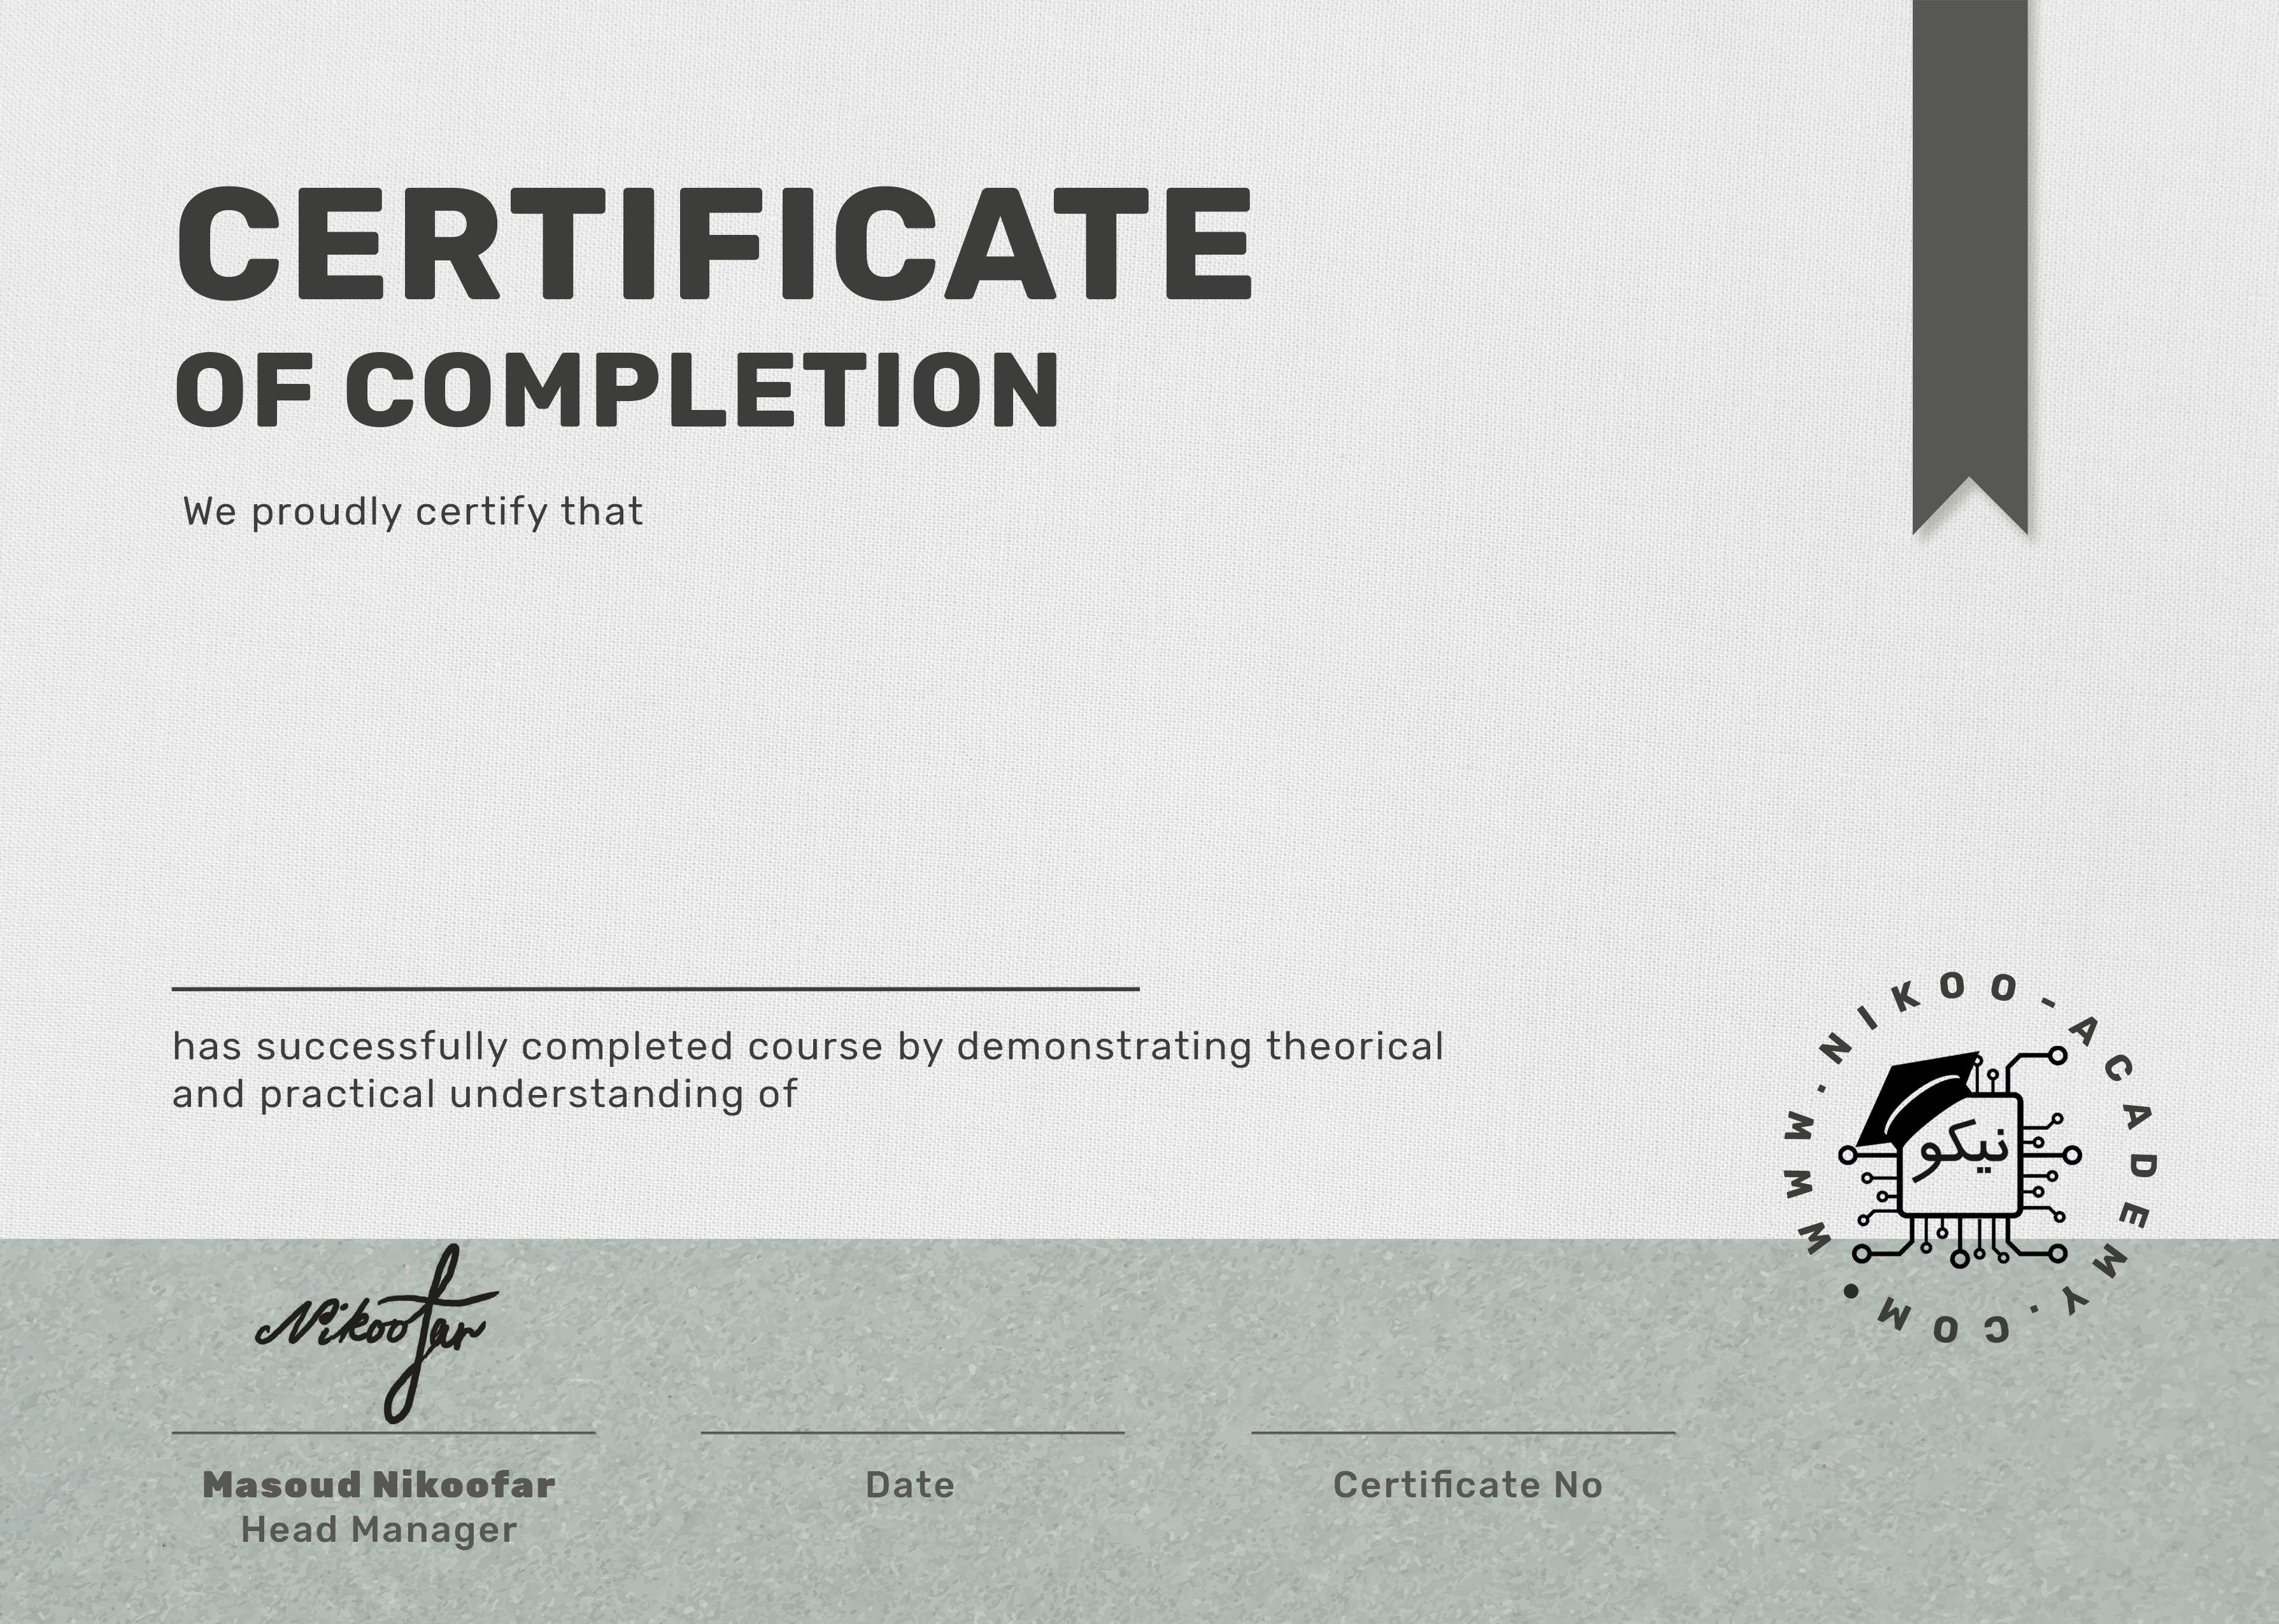 CERTIFICATE
OF COMPLETION
We proudly certify that
has successfully completed course by demonstrating theorical
and practical understanding of
WWW.NIKOO-ACADEMY.COM
نیکو
Nikoofar
Masoud Nikoofar
Head Manager
Date
Certificate No